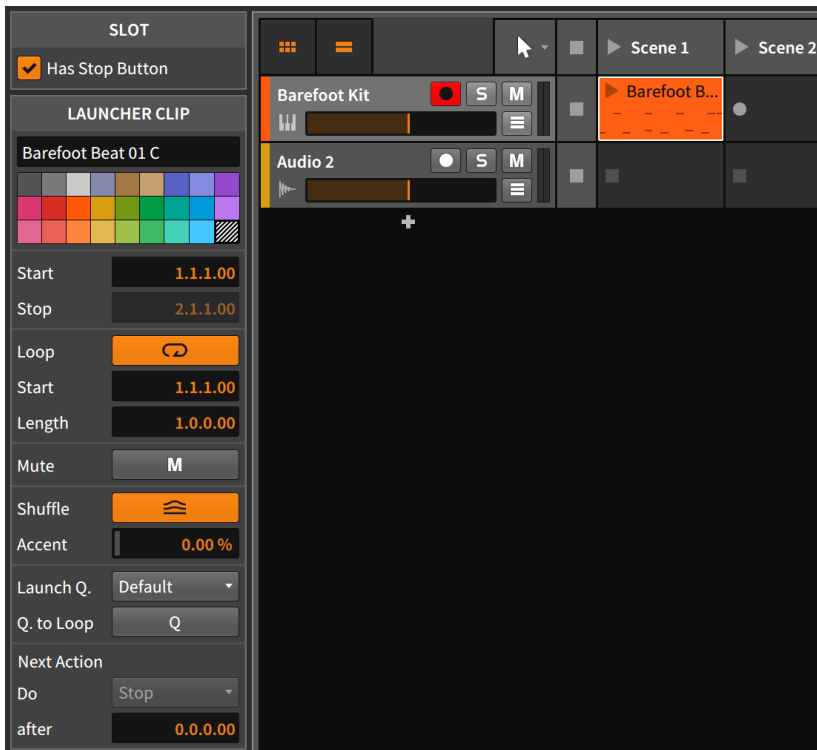 SLOT
Has Stop Button
LAUNCHER CLIP
Barefoot Beat 01 C
Start 1.1.1.00
Stop 2.1.1.00
Loop
Start 1.1.1.00
Length 1.0.0.00
Mute M
Shuffle
Accent 0.00 %
Launch Q. Default
Q. to Loop Q
Next Action
Do Stop
after 0.0.0.00
Scene 1 Scene 2
Barefoot Kit S M Barefoot B...
Audio 2 S M